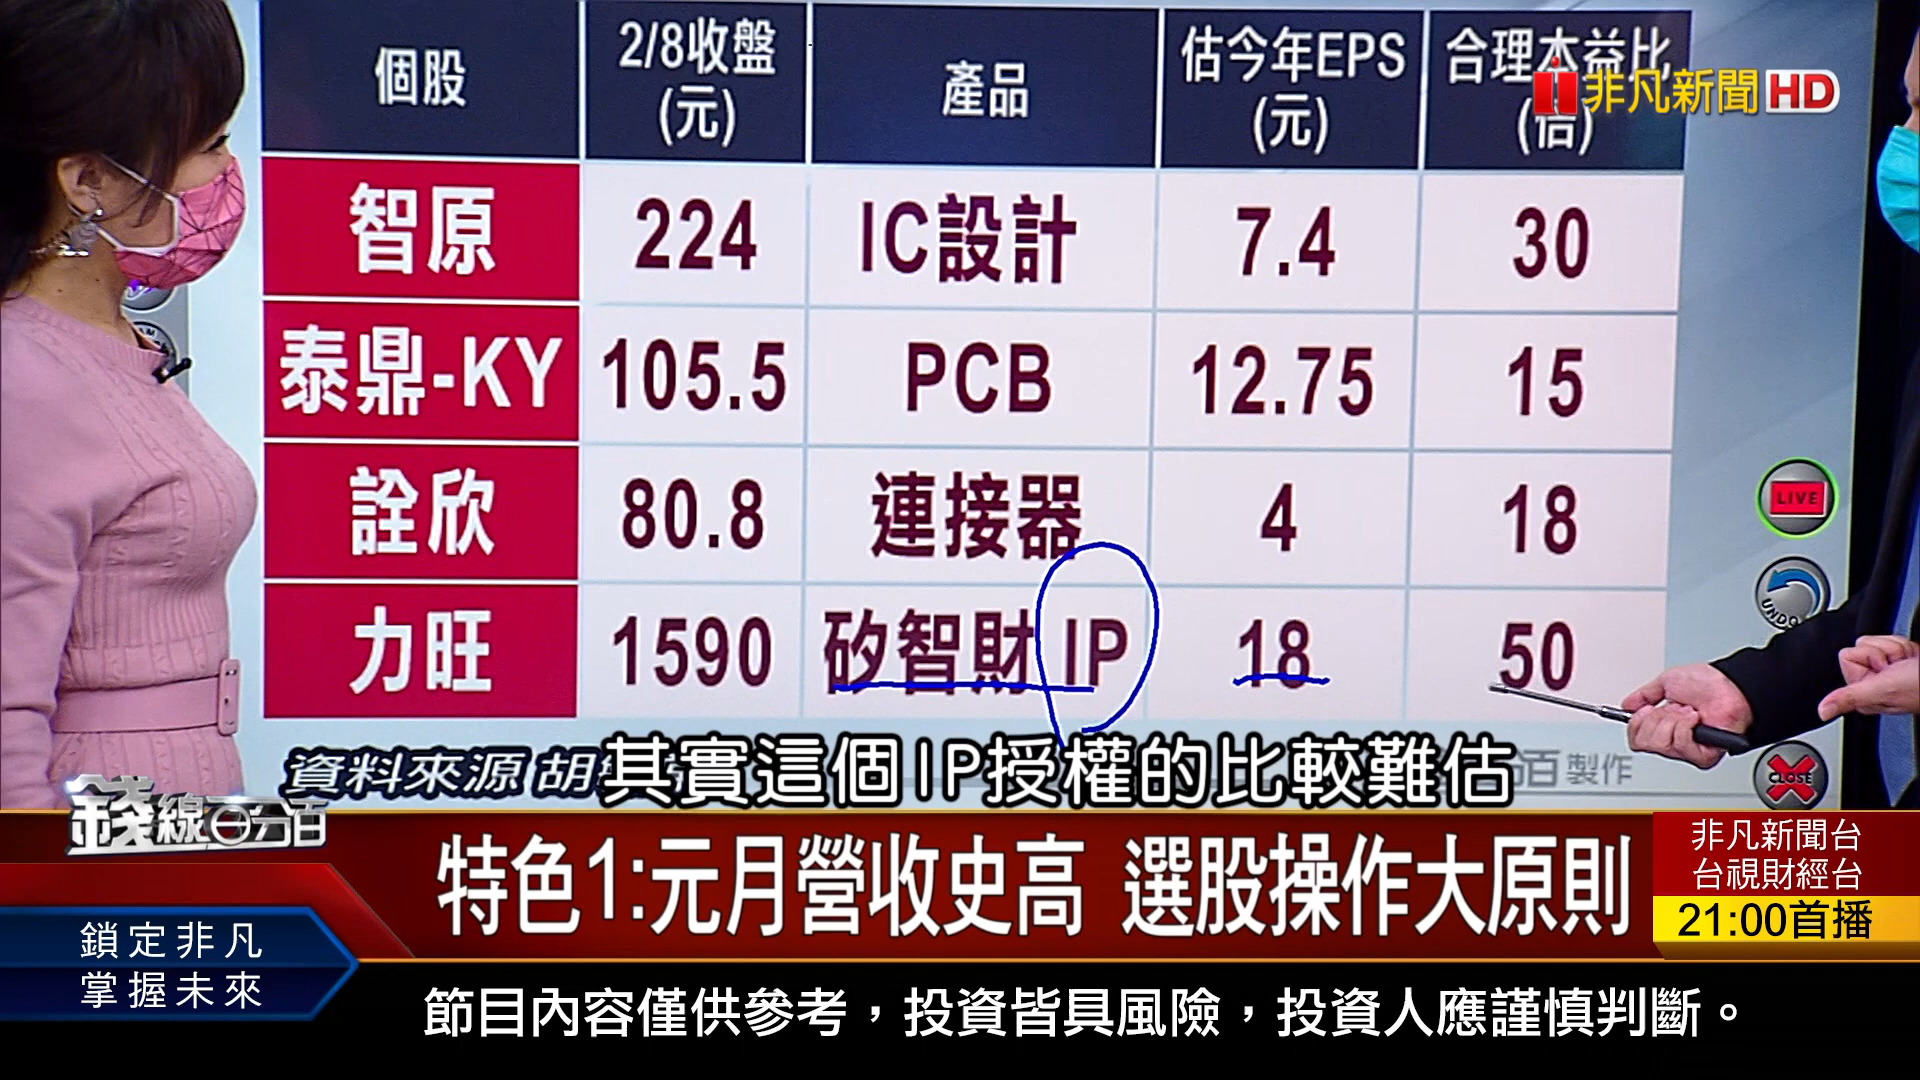 個股 2/8收盤(元) 產品 估今年EPS(元) 合理本益比(倍)
非凡新聞HD
智原 224 IC設計 7.4 30
泰鼎-KY 105.5 PCB 12.75 15
詮欣 80.8 連接器 4 18
LIVE
UNDO
力旺 1590 矽智財IP 18 50
資料來源 胡
百製作
CLOSE
其實這個IP授權的比較難估
錢線百分百
特色1:元月營收史高 選股操作大原則
非凡新聞台
台視財經台
21:00首播
鎖定非凡
掌握未來
節目內容僅供參考，投資皆具風險，投資人應謹慎判斷。